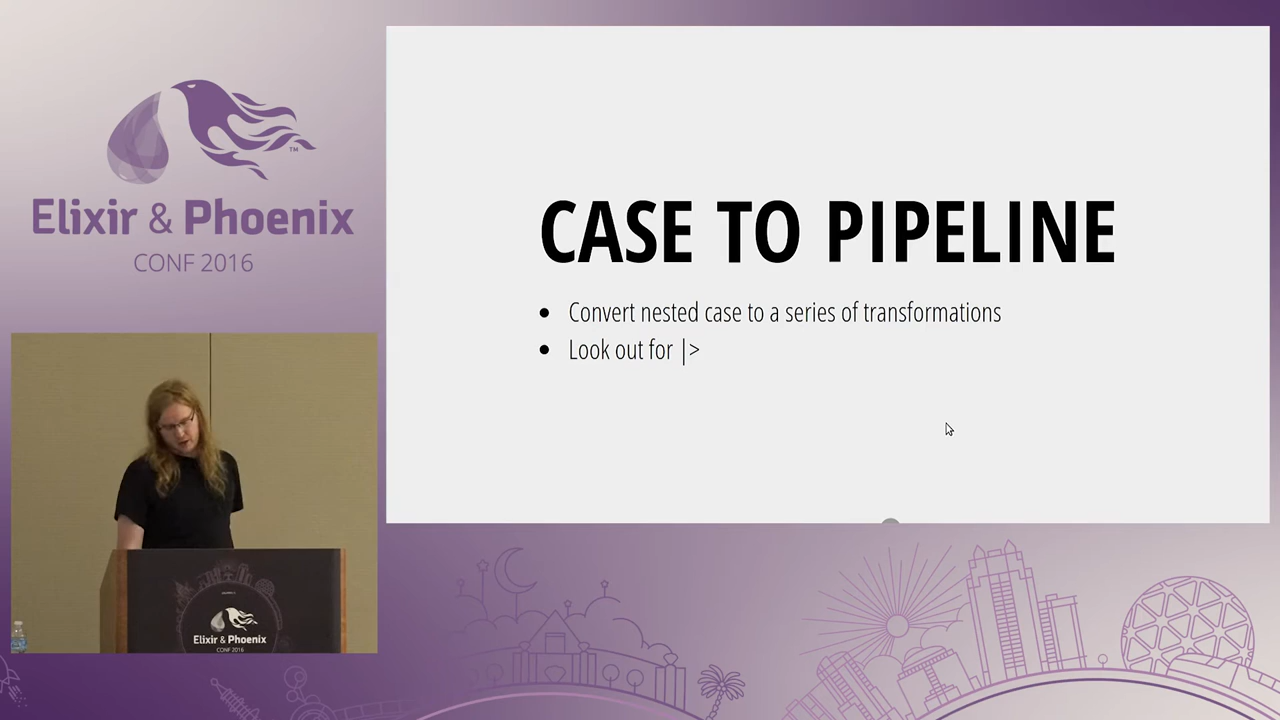 TM
Elixir & Phoenix
CONF 2016
CASE TO PIPELINE
• Convert nested case to a series of transformations
• Look out for |>
Elixir & Phoenix
CONF 2016